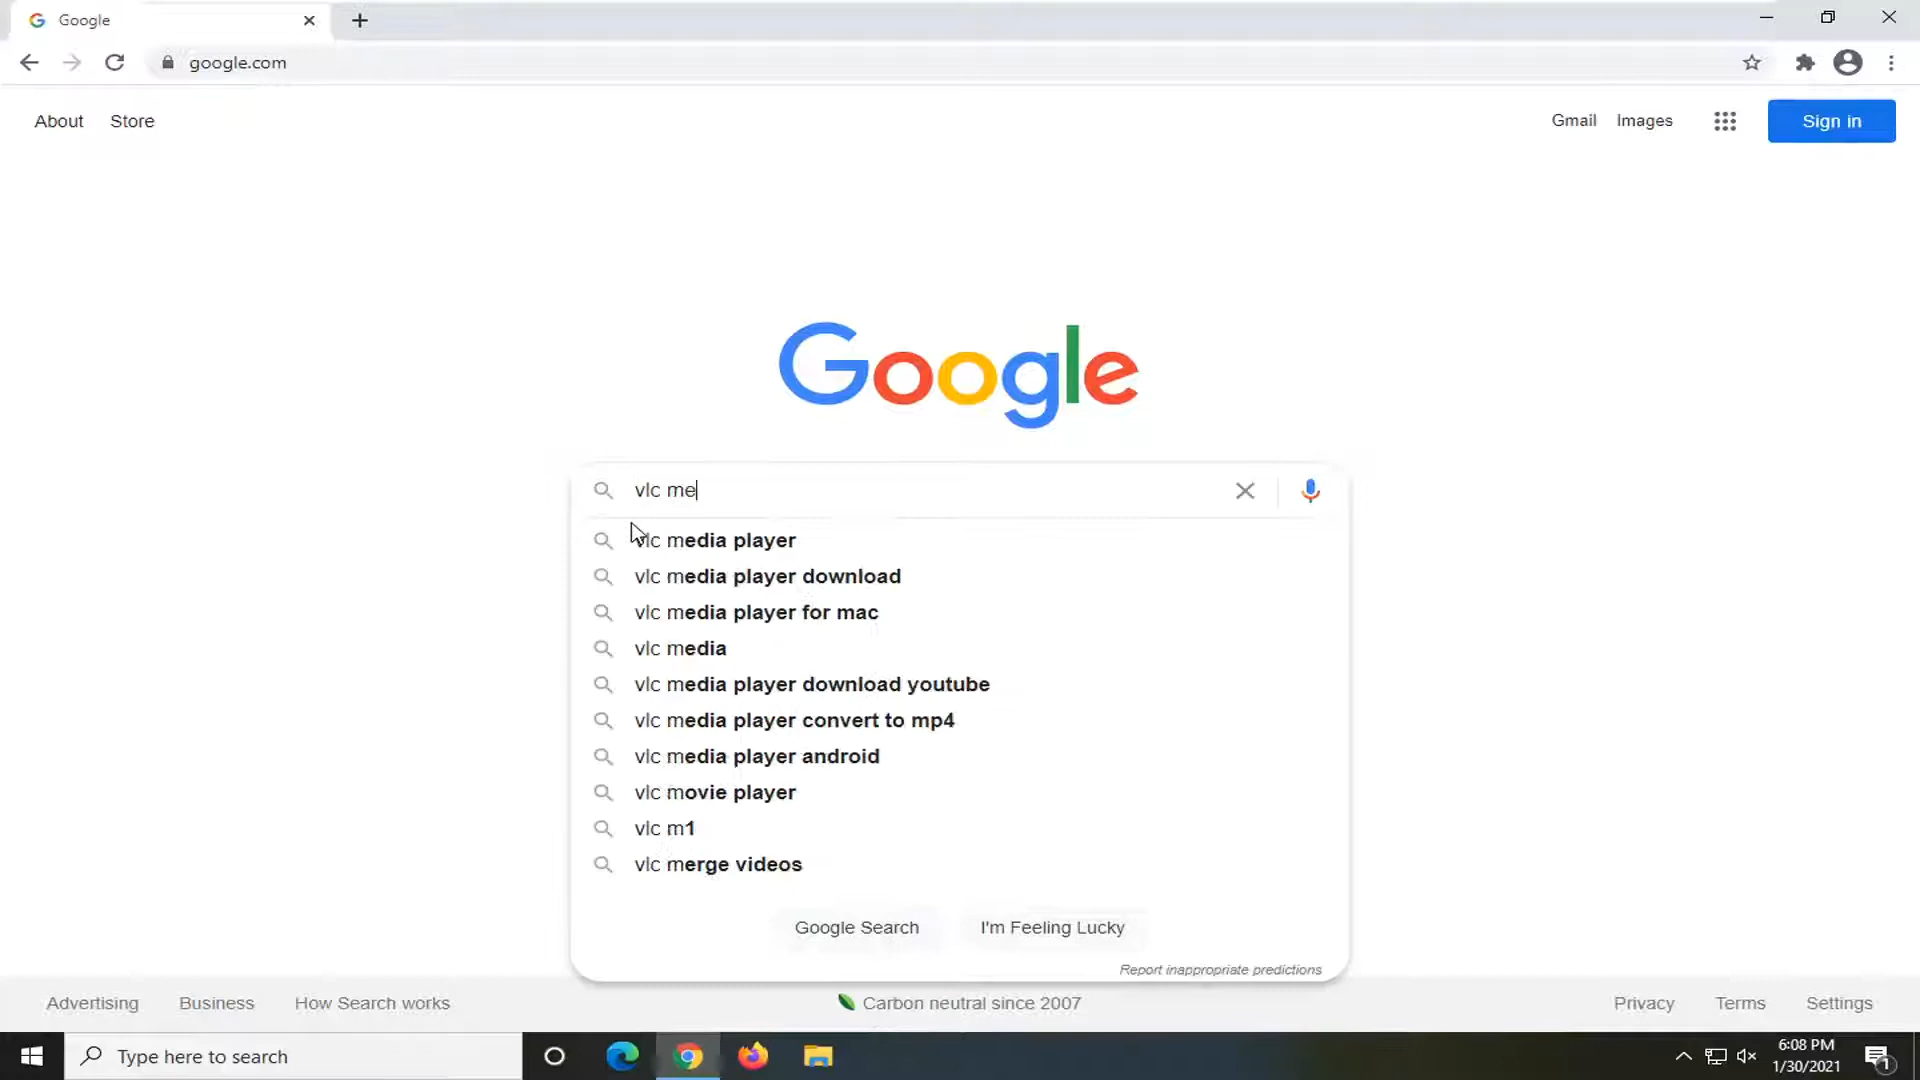 Google
google.com
About Store
Gmail Images Sign in
Google
vlc me
vlc media player
vlc media player download
vlc media player for mac
vlc media
vlc media player download youtube
vlc media player convert to mp4
vlc media player android
vlc movie player
vlc m1
vlc merge videos
Google Search I'm Feeling Lucky
Report inappropriate predictions
Advertising Business How Search works Carbon neutral since 2007 Privacy Terms Settings
Type here to search
6:08 PM
1/30/2021
1